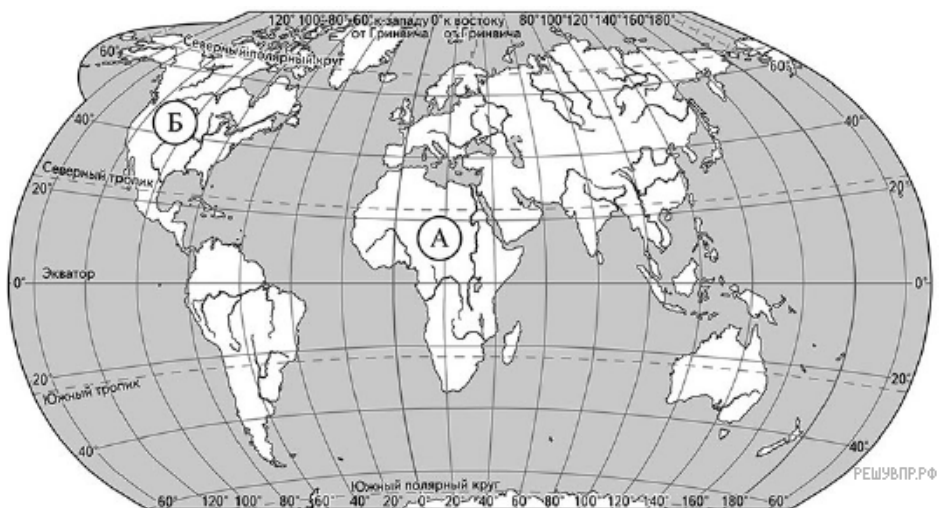 120° 100° 80° 60° к западу 0° к востоку 80° 100° 120° 140° 160° 180°
от Гринвича от Гринвича
Северный полярный круг
60° 60°
Б
40° 40°
Северный тропик
20° 20°
А
Экватор
0° 0°
20° 20°
Южный тропик
40° 40°
РЕШУВПР.РФ
Южный полярный круг
60° 120° 100° 80° 60° 40° 20° 0° 20° 40° 60° 80° 100° 120° 140° 160° 180° 60°